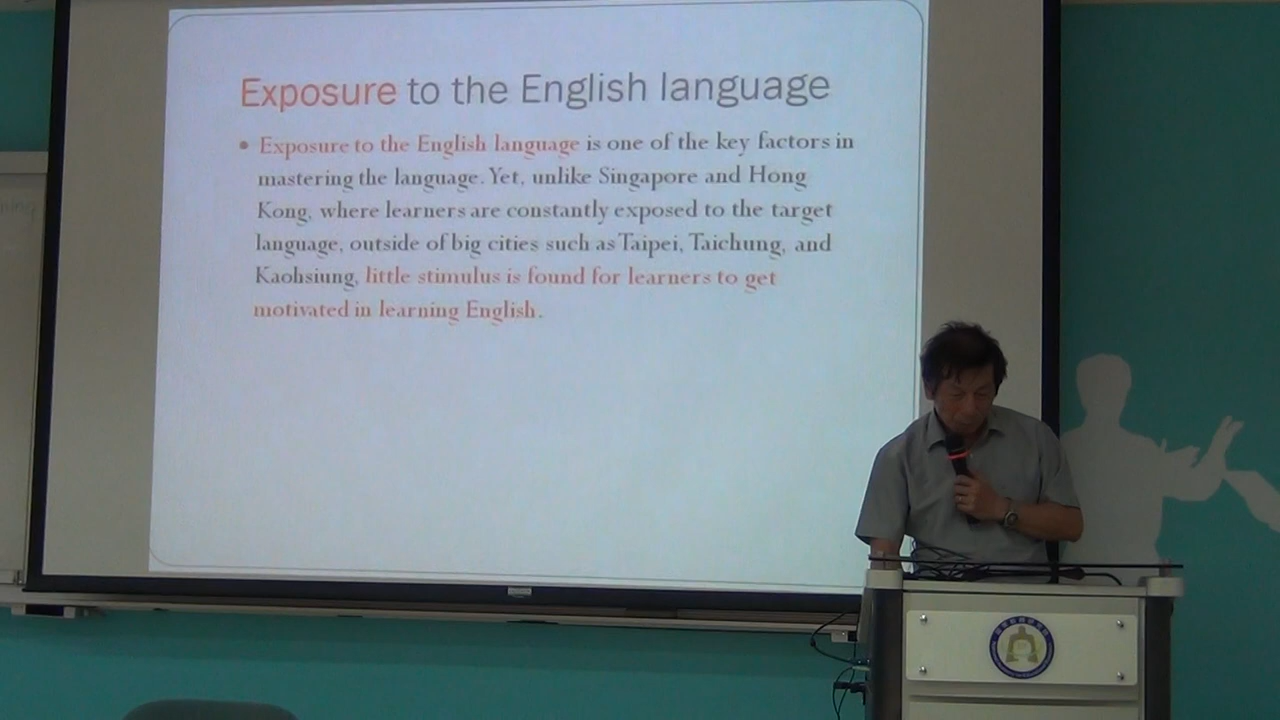 Exposure to the English language
• Exposure to the English language is one of the key factors in
mastering the language. Yet, unlike Singapore and Hong
Kong, where learners are constantly exposed to the target
language, outside of big cities such as Taipei, Taichung, and
Kaohsiung, little stimulus is found for learners to get
motivated in learning English.